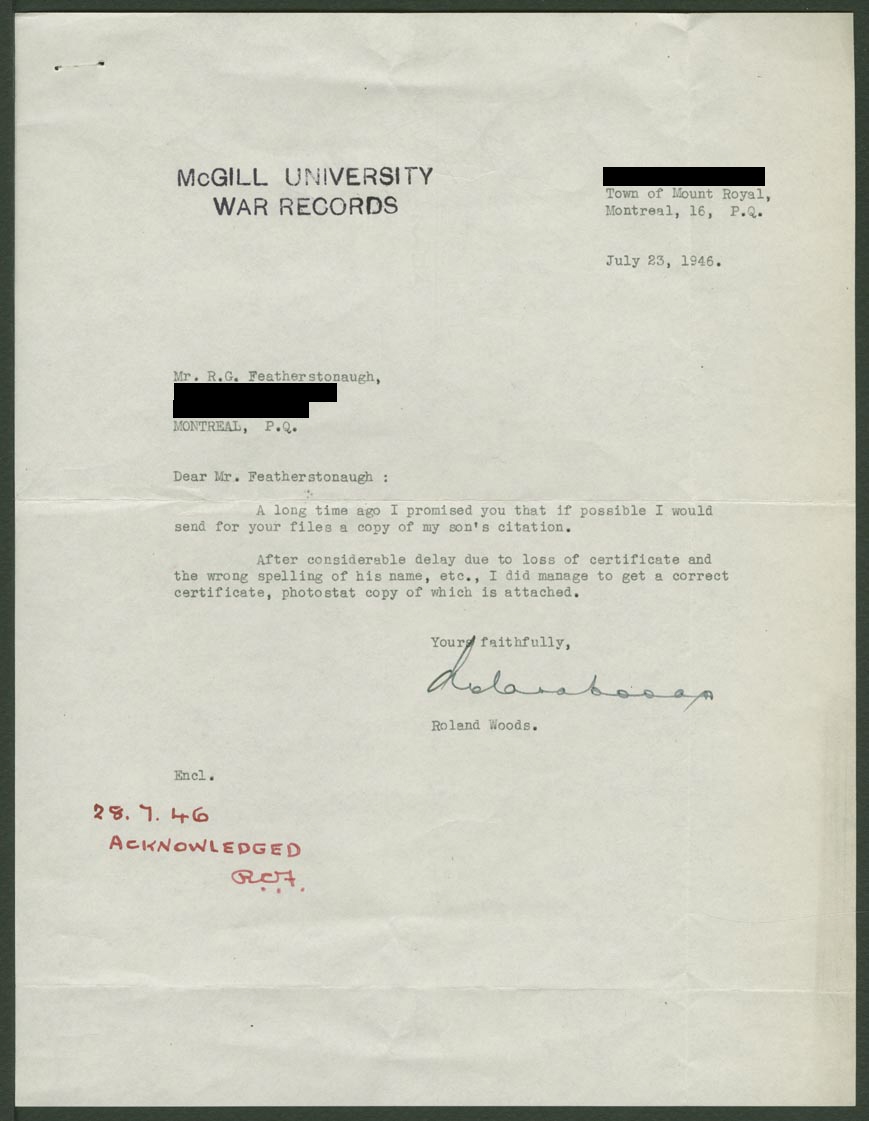 McGILL UNIVERSITY
WAR RECORDS
Town of Mount Royal,
Montreal, 16, P.Q.
July 23, 1946.
Mr. R.G. Featherstonaugh,
MONTREAL, P.Q.
Dear Mr. Featherstonaugh :
A long time ago I promised you that if possible I would
send for your files a copy of my son's citation.
After considerable delay due to loss of certificate and
the wrong spelling of his name, etc., I did manage to get a correct
certificate, photostat copy of which is attached.
Yours faithfully,
Roland Woods.
Encl.
28.7.46
ACKNOWLEDGED